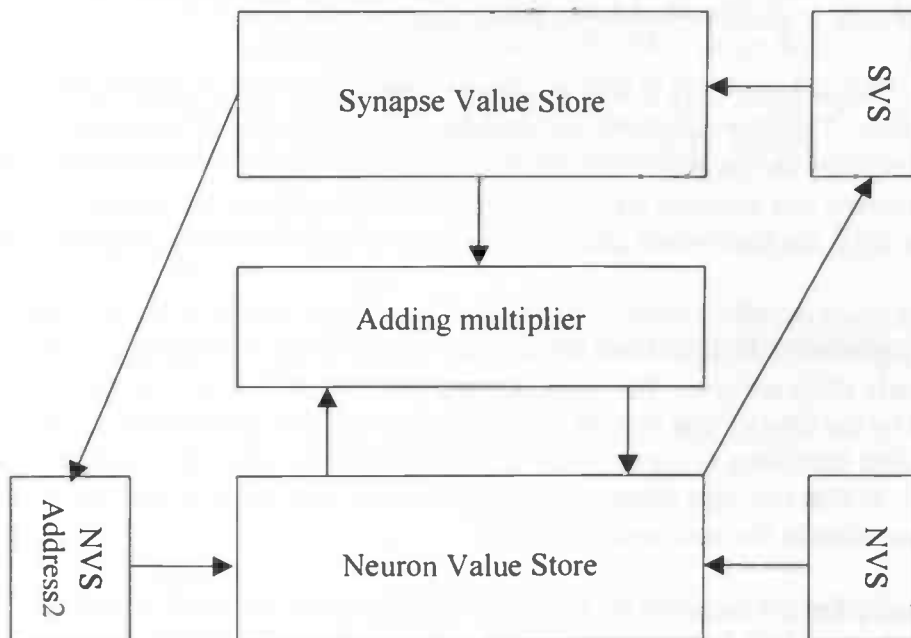 Synapse Value Store
SVS
Adding multiplier
NVS
Address2
Neuron Value Store
NVS